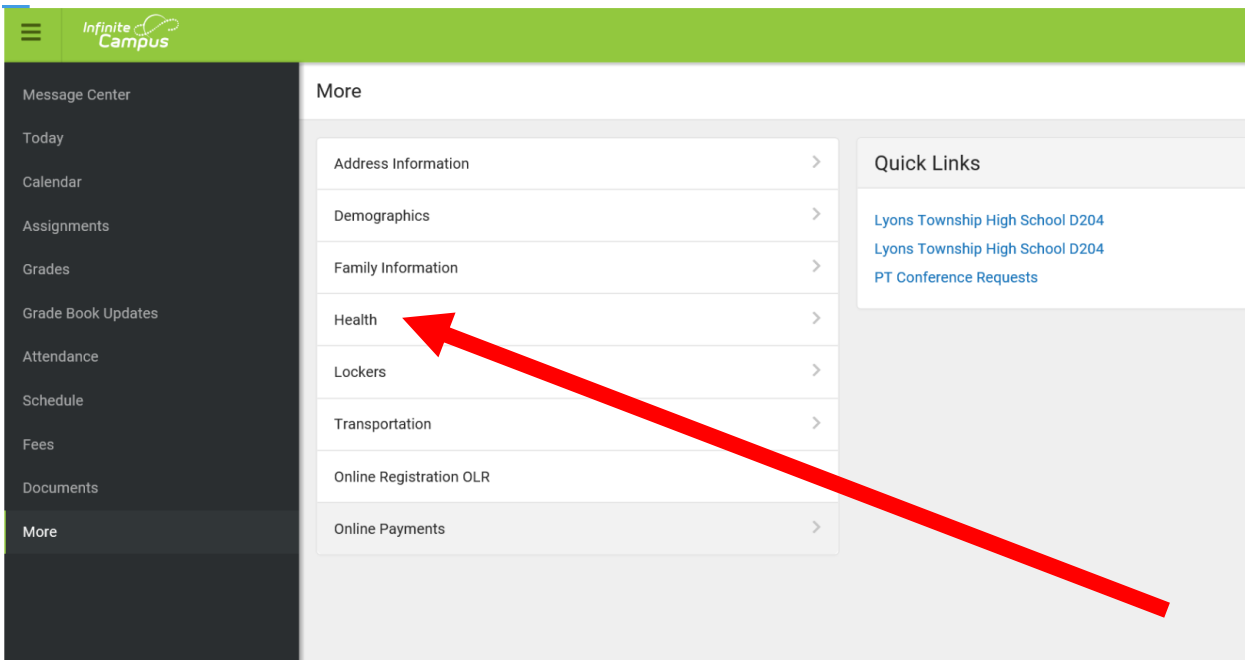 Infinite
Campus
Message Center
Today
Calendar
Assignments
Grades
Grade Book Updates
Attendance
Schedule
Fees
Documents
More
More
Address Information
Demographics
Family Information
Health
Lockers
Transportation
Online Registration OLR
Online Payments
Quick Links
Lyons Township High School D204
Lyons Township High School D204
PT Conference Requests